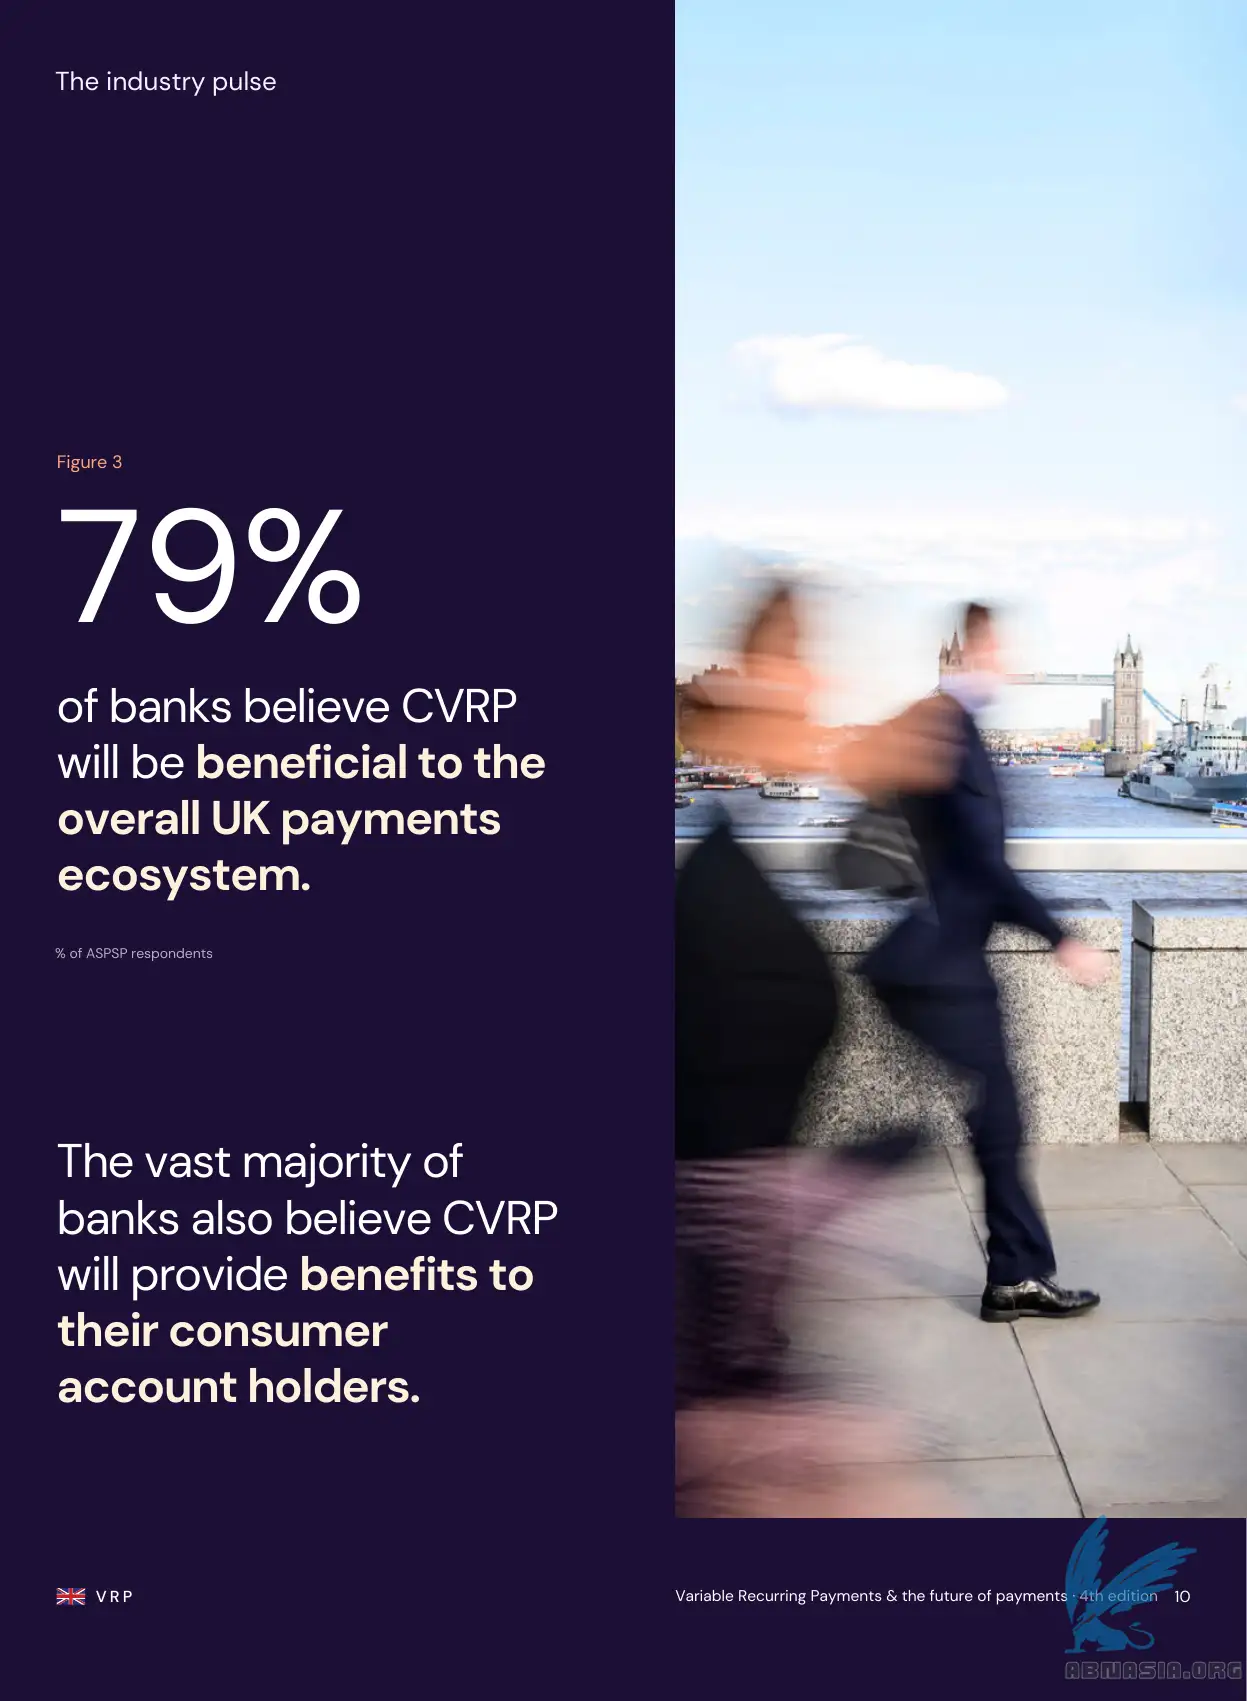 The industry pulse
Figure 3
79%
of banks believe CVRP
will be beneficial to the
overall UK payments
ecosystem.
% of ASPSP respondents
The vast majority of
banks also believe CVRP
will provide benefits to
their consumer
account holders.
VRP
Variable Recurring Payments & the future of payments · 4th edition 10
ABNASIA.ORG